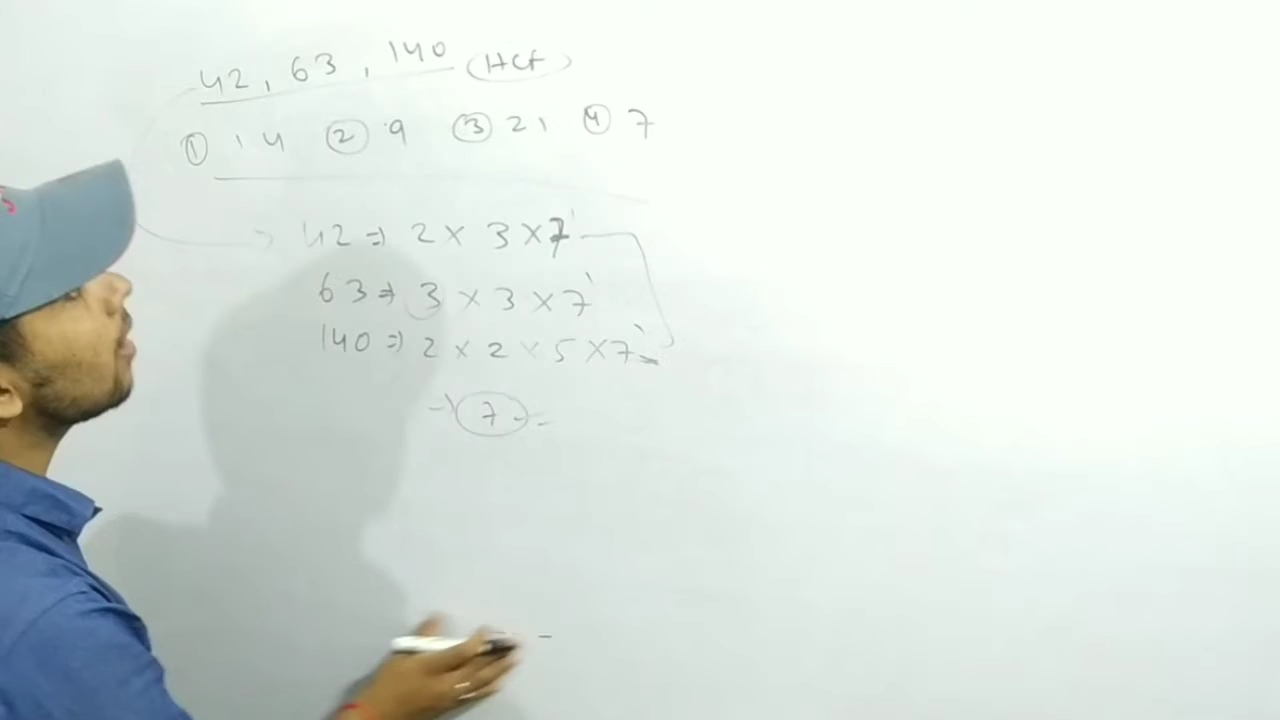 42, 63, 140 (HCF)
① 14 ② 9 ③ 21 ④ 7
42 ⇒ 2 × 3 × 7
63 ⇒ 3 × 3 × 7
140 ⇒ 2 × 2 × 5 × 7
→ 7